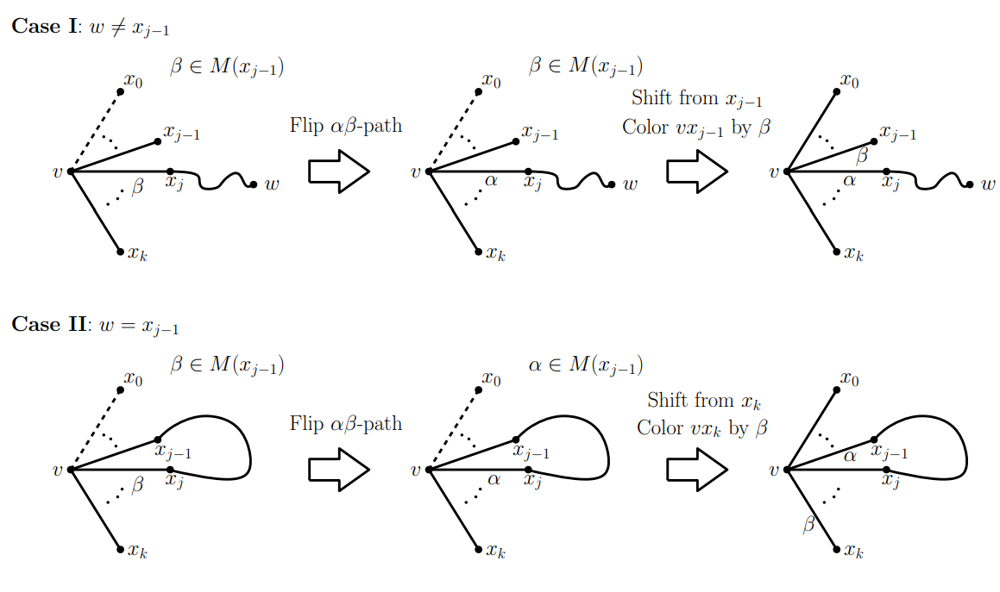 Case I: w ≠ x_{j−1}
β ∈ M(x_{j−1})
x_0
x_{j−1}
v
β
x_j
w
x_k
Flip αβ-path
β ∈ M(x_{j−1})
x_0
x_{j−1}
v
α
x_j
w
x_k
Shift from x_{j−1}
Color vx_{j−1} by β
x_0
x_{j−1}
β
v
α
x_j
w
x_k
Case II: w = x_{j−1}
β ∈ M(x_{j−1})
x_0
x_{j−1}
v
β
x_j
x_k
Flip αβ-path
α ∈ M(x_{j−1})
x_0
x_{j−1}
v
α
x_j
x_k
Shift from x_k
Color vx_k by β
x_0
α
x_{j−1}
v
x_j
β
x_k